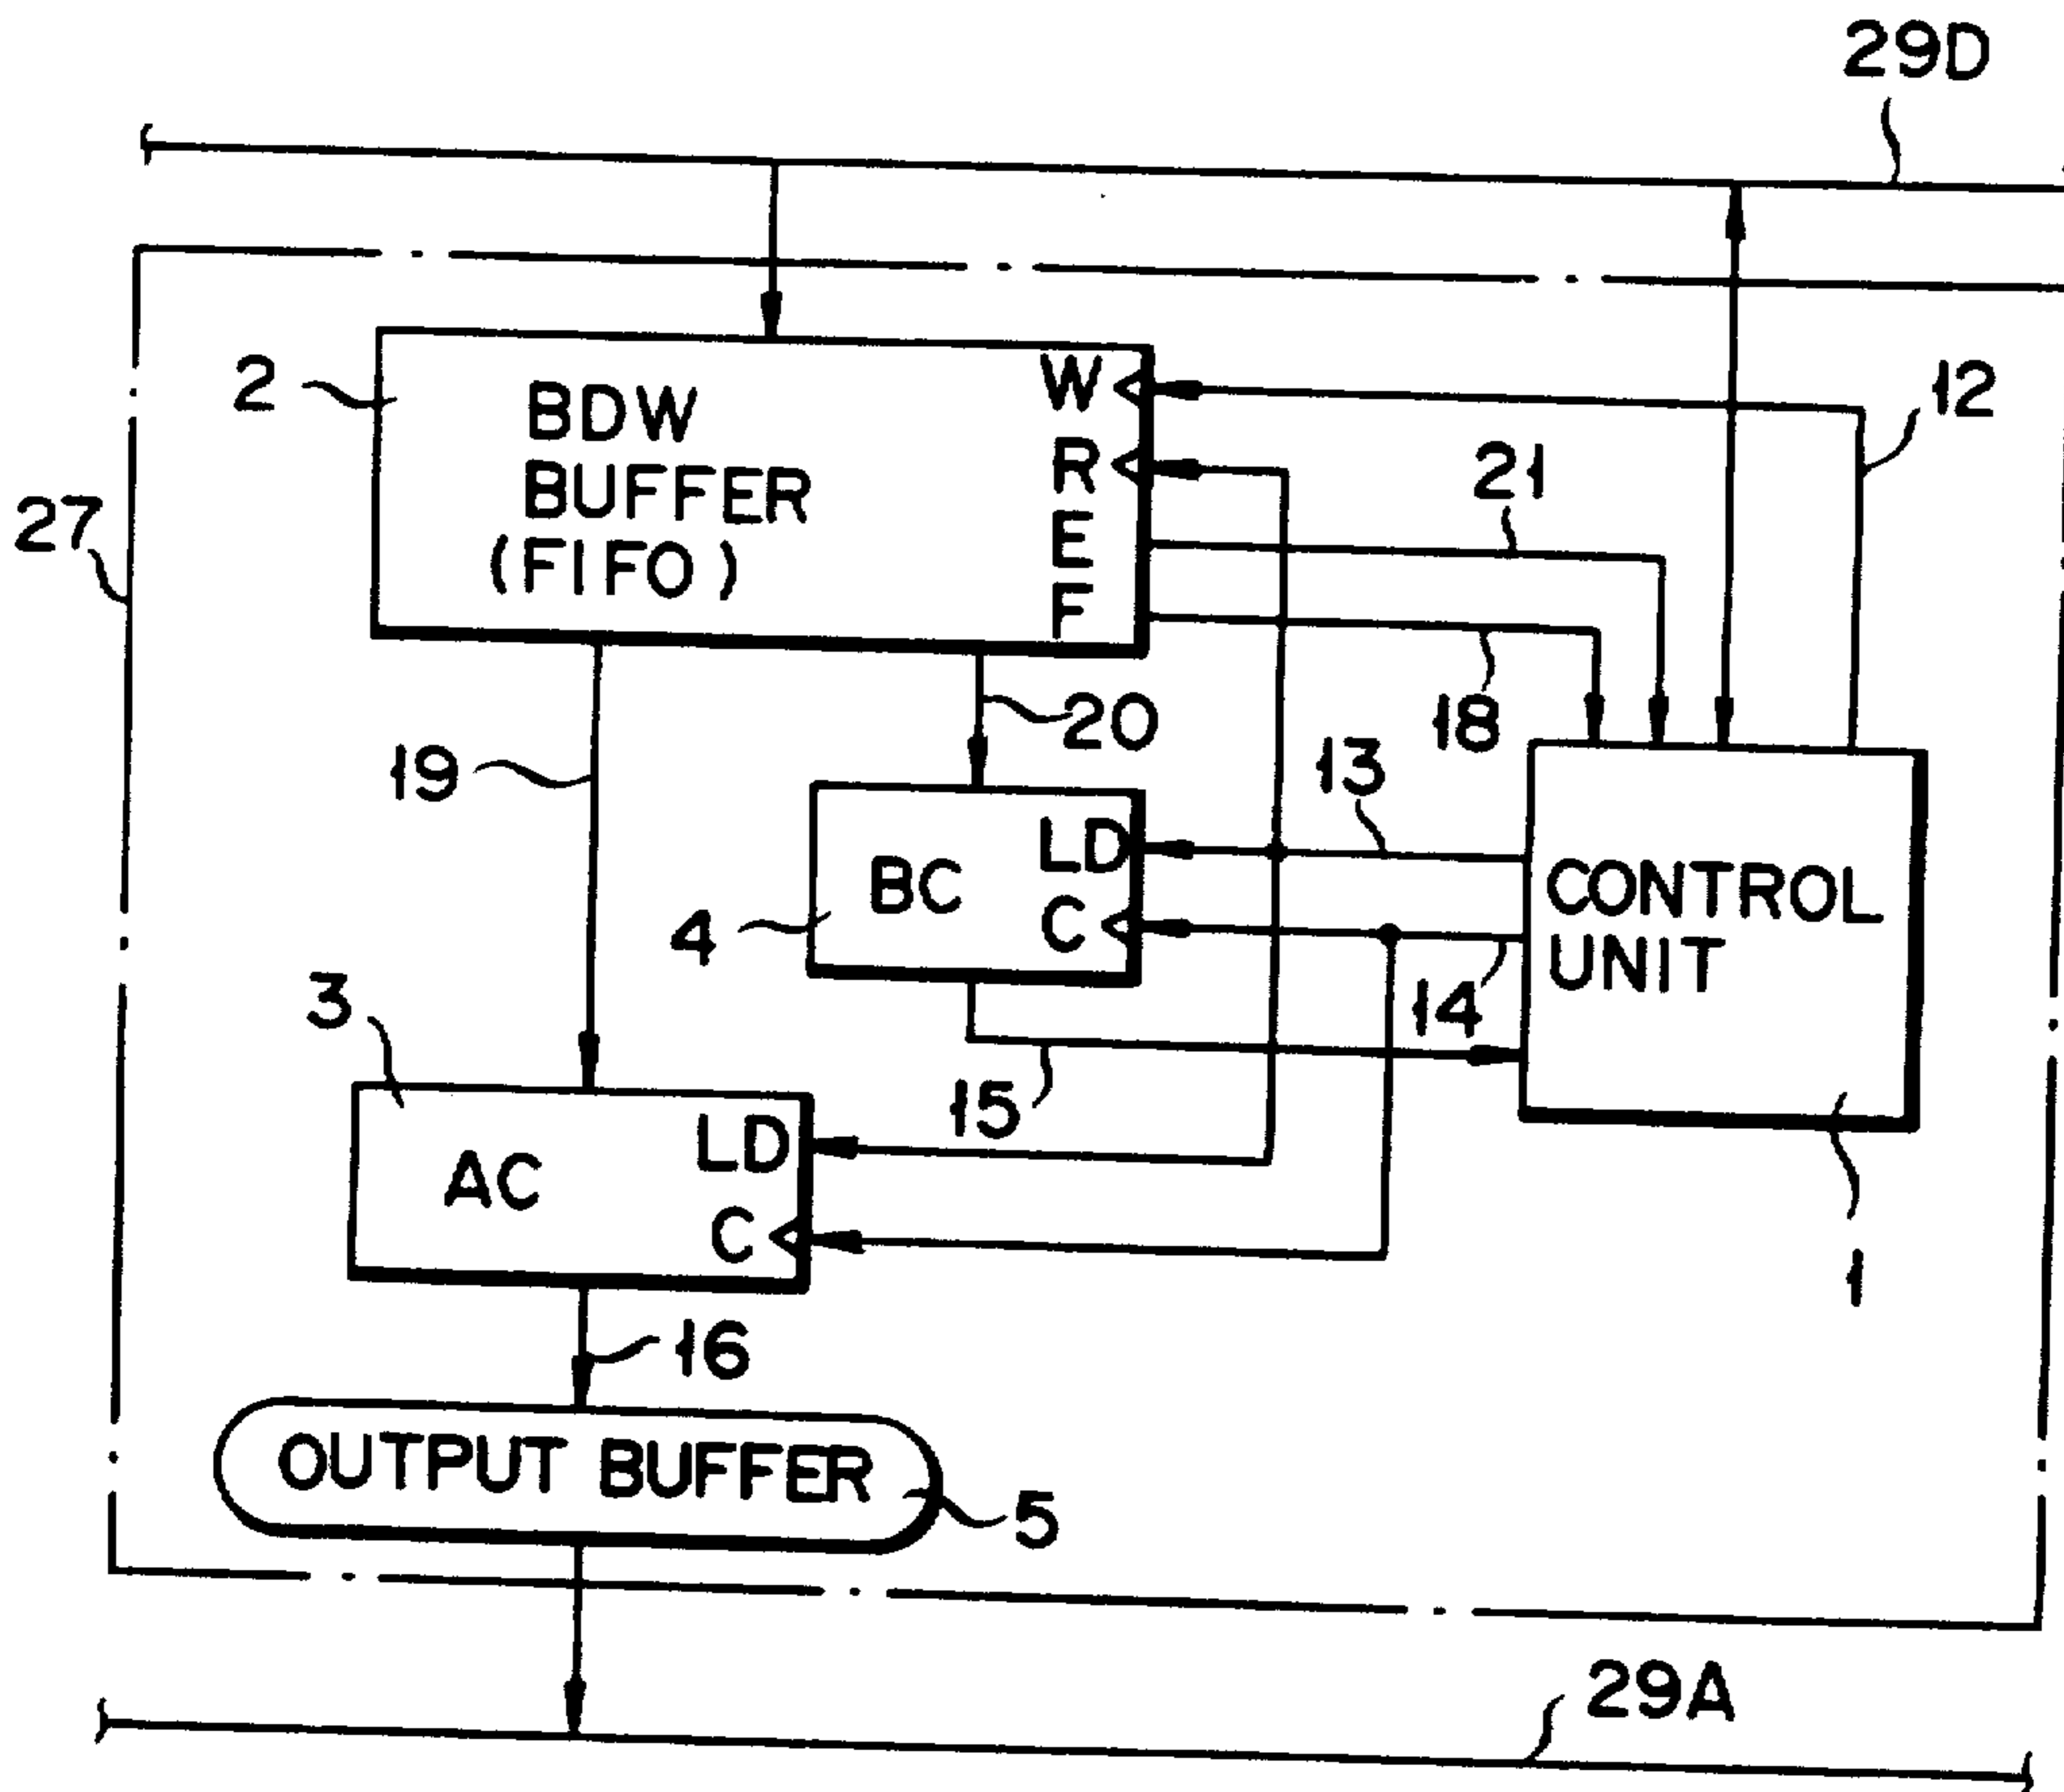 29D
2
BDW
BUFFER
(FIFO)
W
R
E
F
12
21
27
18
20
19
13
BC
LD
C
4
CONTROL
UNIT
14
3
15
AC
LD
C
1
16
OUTPUT BUFFER
5
29A